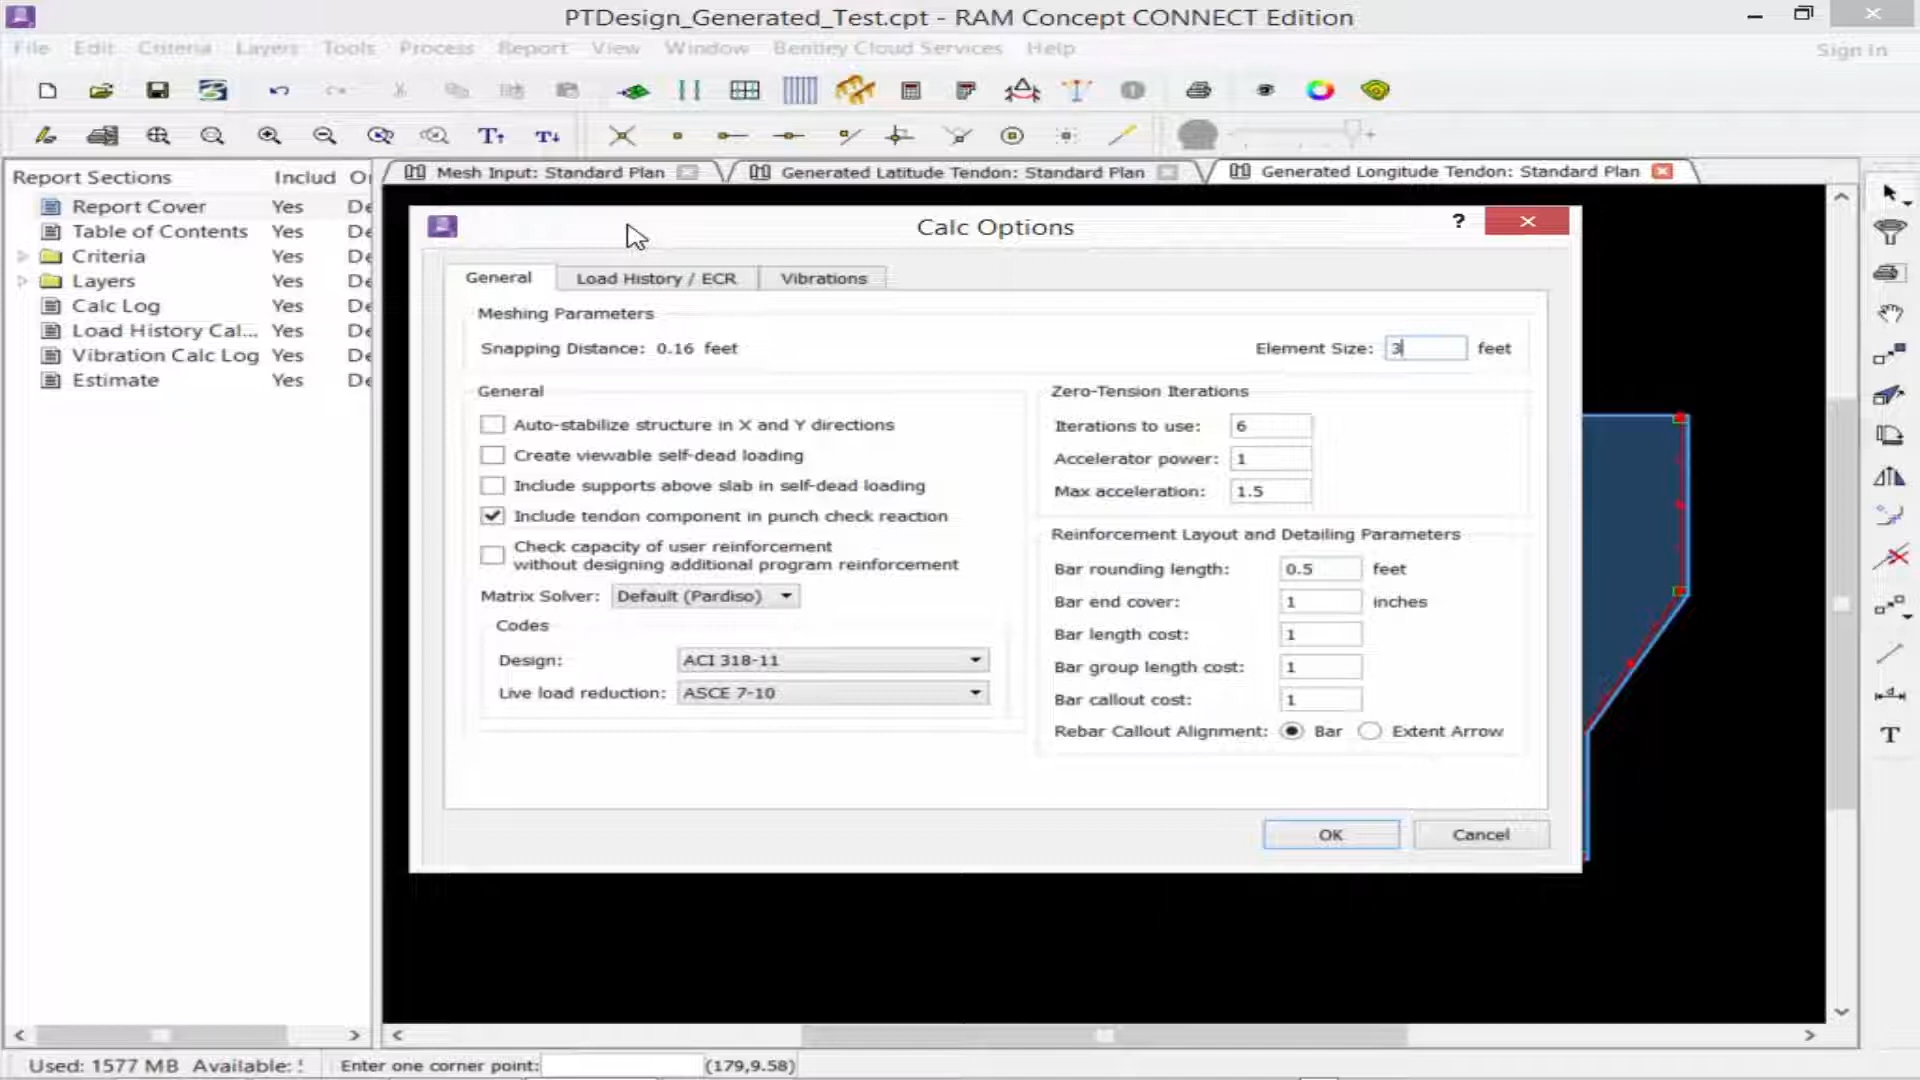 PTDesign_Generated_Test.cpt - RAM Concept CONNECT Edition
File Edit Criteria Layers Tools Process Report View Window Bentley Cloud Services Help Sign In
Report Sections Includ
Report Cover Yes De
Table of Contents Yes De
Criteria Yes De
Layers Yes De
Calc Log Yes De
Load History Cal... Yes De
Vibration Calc Log Yes De
Estimate Yes De
Mesh Input: Standard Plan
Generated Latitude Tendon: Standard Plan
Generated Longitude Tendon: Standard Plan
Calc Options
?
General Load History / ECR Vibrations
Meshing Parameters
Snapping Distance: 0.16 feet
Element Size: 3 feet
General
Auto-stabilize structure in X and Y directions
Create viewable self-dead loading
Include supports above slab in self-dead loading
Include tendon component in punch check reaction
Check capacity of user reinforcement
without designing additional program reinforcement
Matrix Solver: Default (Pardiso)
Codes
Design: ACI 318-11
Live load reduction: ASCE 7-10
Zero-Tension Iterations
Iterations to use: 6
Accelerator power: 1
Max acceleration: 1.5
Reinforcement Layout and Detailing Parameters
Bar rounding length: 0.5 feet
Bar end cover: 1 inches
Bar length cost: 1
Bar group length cost: 1
Bar callout cost: 1
Rebar Callout Alignment: Bar Extent Arrow
OK Cancel
Used: 1577 MB Available: Enter one corner point: (179,9.58)